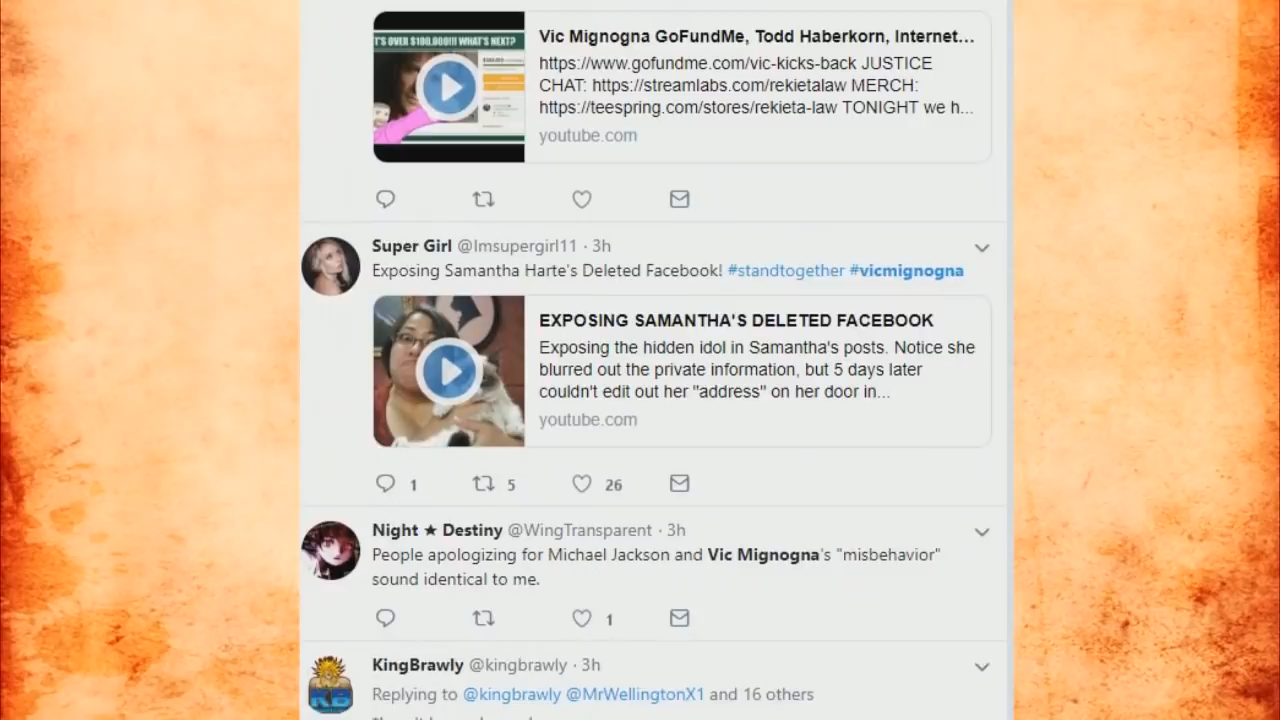 T'S OVER $100,000!!! WHAT'S NEXT?
Vic Mignogna GoFundMe, Todd Haberkorn, Internet...
https://www.gofundme.com/vic-kicks-back JUSTICE
CHAT: https://streamlabs.com/rekietalaw MERCH:
https://teespring.com/stores/rekieta-law TONIGHT we h...
youtube.com
Super Girl @Imsupergirl11 · 3h
Exposing Samantha Harte's Deleted Facebook! #standtogether #vicmignogna
EXPOSING SAMANTHA'S DELETED FACEBOOK
Exposing the hidden idol in Samantha's posts. Notice she
blurred out the private information, but 5 days later
couldn't edit out her "address" on her door in...
youtube.com
1 5 26
Night ★ Destiny @WingTransparent · 3h
People apologizing for Michael Jackson and Vic Mignogna's "misbehavior"
sound identical to me.
1
KingBrawly @kingbrawly · 3h
KB
Replying to @kingbrawly @MrWellingtonX1 and 16 others